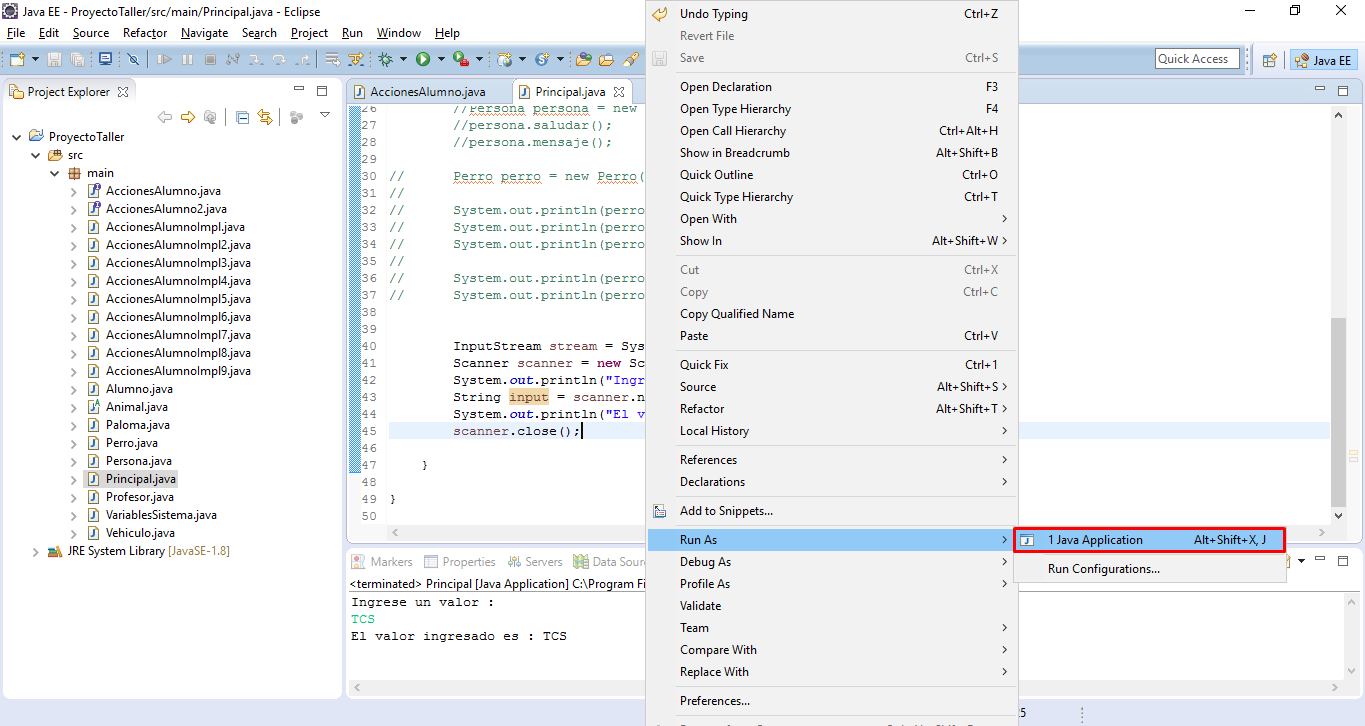 Java EE - ProyectoTaller/src/main/Principal.java - Eclipse
File Edit Source Refactor Navigate Search Project Run Window Help
Quick Access
Java EE
Project Explorer
ProyectoTaller
src
main
AccionesAlumno.java
AccionesAlumno2.java
AccionesAlumnoImpl.java
AccionesAlumnoImpl2.java
AccionesAlumnoImpl3.java
AccionesAlumnoImpl4.java
AccionesAlumnoImpl5.java
AccionesAlumnoImpl6.java
AccionesAlumnoImpl7.java
AccionesAlumnoImpl8.java
AccionesAlumnoImpl9.java
Alumno.java
Animal.java
Paloma.java
Perro.java
Persona.java
Principal.java
Profesor.java
VariablesSistema.java
Vehiculo.java
JRE System Library [JavaSE-1.8]
AccionesAlumno.java Principal.java
26 //Persona persona = new
27 //persona.saludar();
28 //persona.mensaje();
29
30 // Perro perro = new Perro(
31 //
32 // System.out.println(perro
33 // System.out.println(perro
34 // System.out.println(perro
35 //
36 // System.out.println(perro
37 // System.out.println(perro
38
39
40 InputStream stream = Sys
41 Scanner scanner = new Sc
42 System.out.println("Ingr
43 String input = scanner.n
44 System.out.println("El v
45 scanner.close();
46
47 }
48
49 }
50
Markers Properties Servers Data Sour
<terminated> Principal [Java Application] C:\Program Fi
Ingrese un valor :
TCS
El valor ingresado es : TCS
Undo Typing Ctrl+Z
Revert File
Save Ctrl+S
Open Declaration F3
Open Type Hierarchy F4
Open Call Hierarchy Ctrl+Alt+H
Show in Breadcrumb Alt+Shift+B
Quick Outline Ctrl+O
Quick Type Hierarchy Ctrl+T
Open With
Show In Alt+Shift+W
Cut Ctrl+X
Copy Ctrl+C
Copy Qualified Name
Paste Ctrl+V
Quick Fix Ctrl+1
Source Alt+Shift+S
Refactor Alt+Shift+T
Local History
References
Declarations
Add to Snippets...
Run As
Debug As
Profile As
Validate
Team
Compare With
Replace With
Preferences...
1 Java Application Alt+Shift+X, J
Run Configurations...